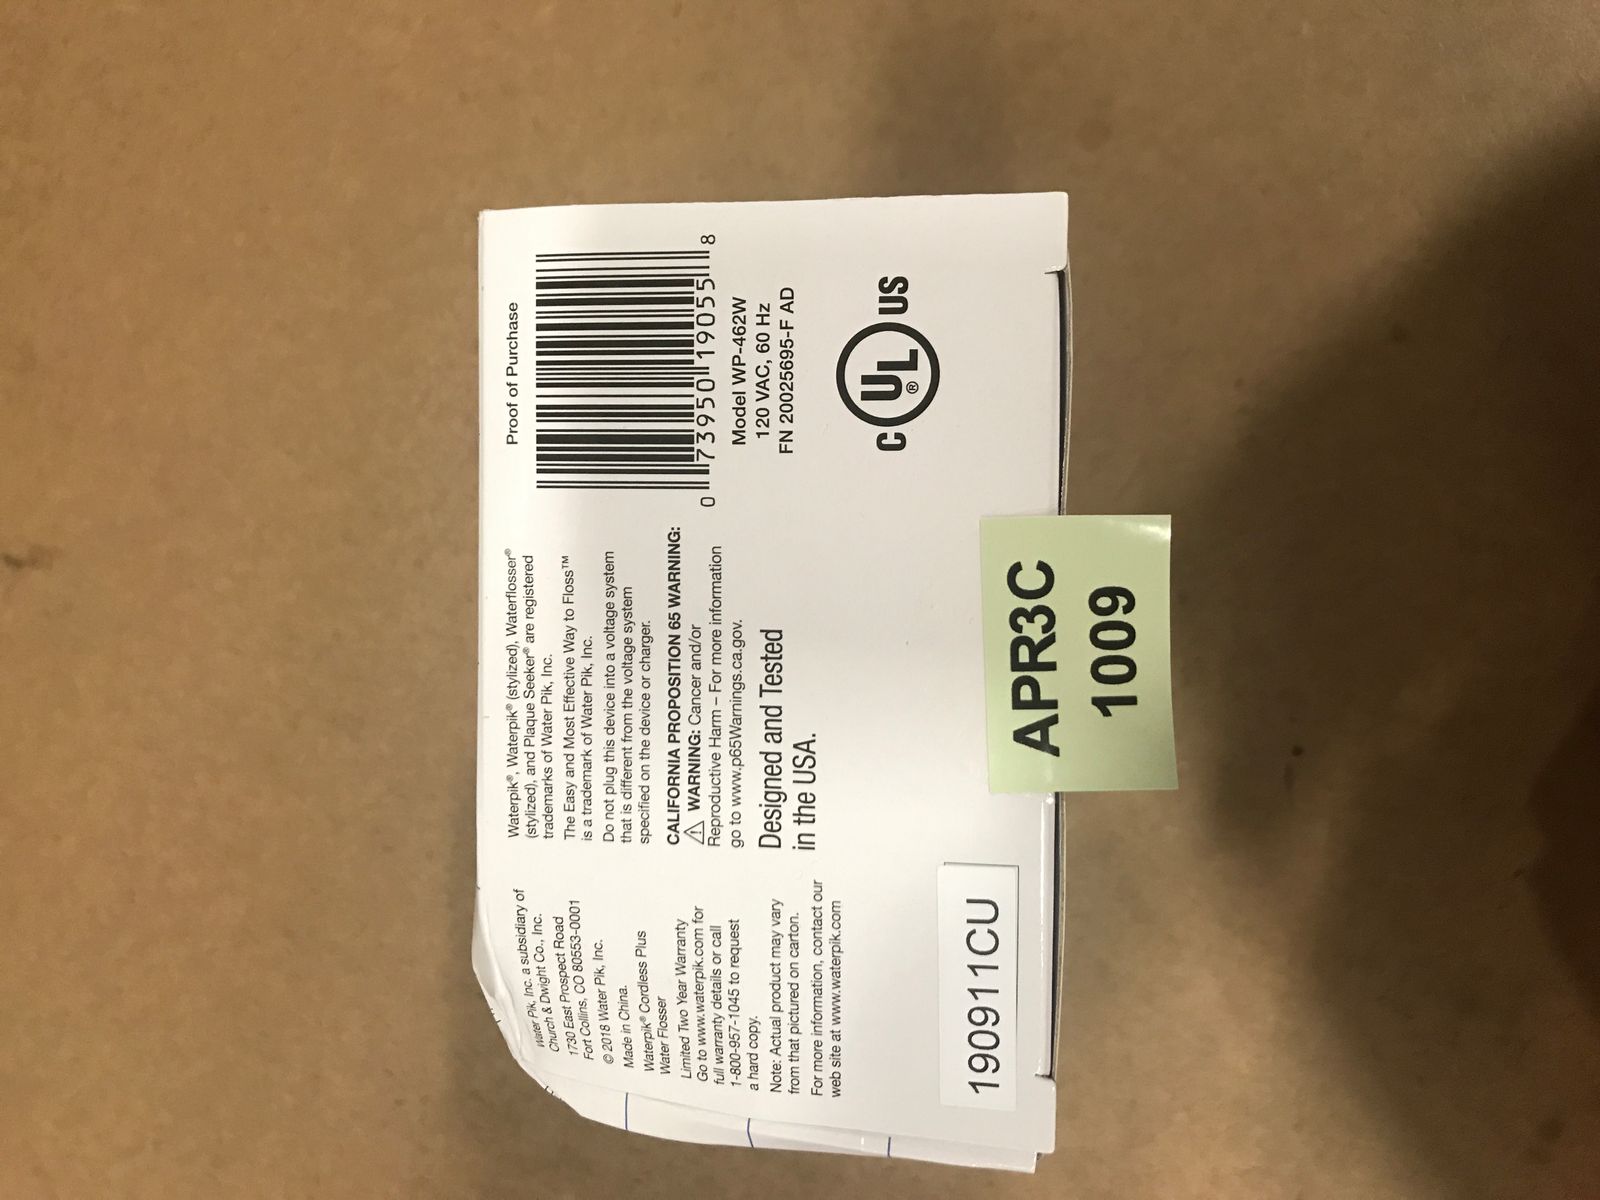 Water Pik, Inc. a subsidiary of
Church & Dwight Co., Inc.
1730 East Prospect Road
Fort Collins, CO 80553-0001
© 2018 Water Pik, Inc.
Made in China.
Waterpik® Cordless Plus
Water Flosser
Limited Two Year Warranty
Go to www.waterpik.com for
full warranty details or call
1-800-957-1045 to request
a hard copy.
Note: Actual product may vary
from that pictured on carton.
For more information, contact our
web site at www.waterpik.com
190911CU
Waterpik®, Waterpik® (stylized), Waterflosser®
(stylized), and Plaque Seeker® are registered
trademarks of Water Pik, Inc.
The Easy and Most Effective Way to Floss™
is a trademark of Water Pik, Inc.
Do not plug this device into a voltage system
that is different from the voltage system
specified on the device or charger.
CALIFORNIA PROPOSITION 65 WARNING:
⚠ WARNING: Cancer and/or
Reproductive Harm – For more information
go to www.p65Warnings.ca.gov.
Designed and Tested
in the USA.
APR3C
1009
Proof of Purchase
0 73950 19055 8
Model WP-462W
120 VAC, 60 Hz
FN 20025695-F AD
C UL® US